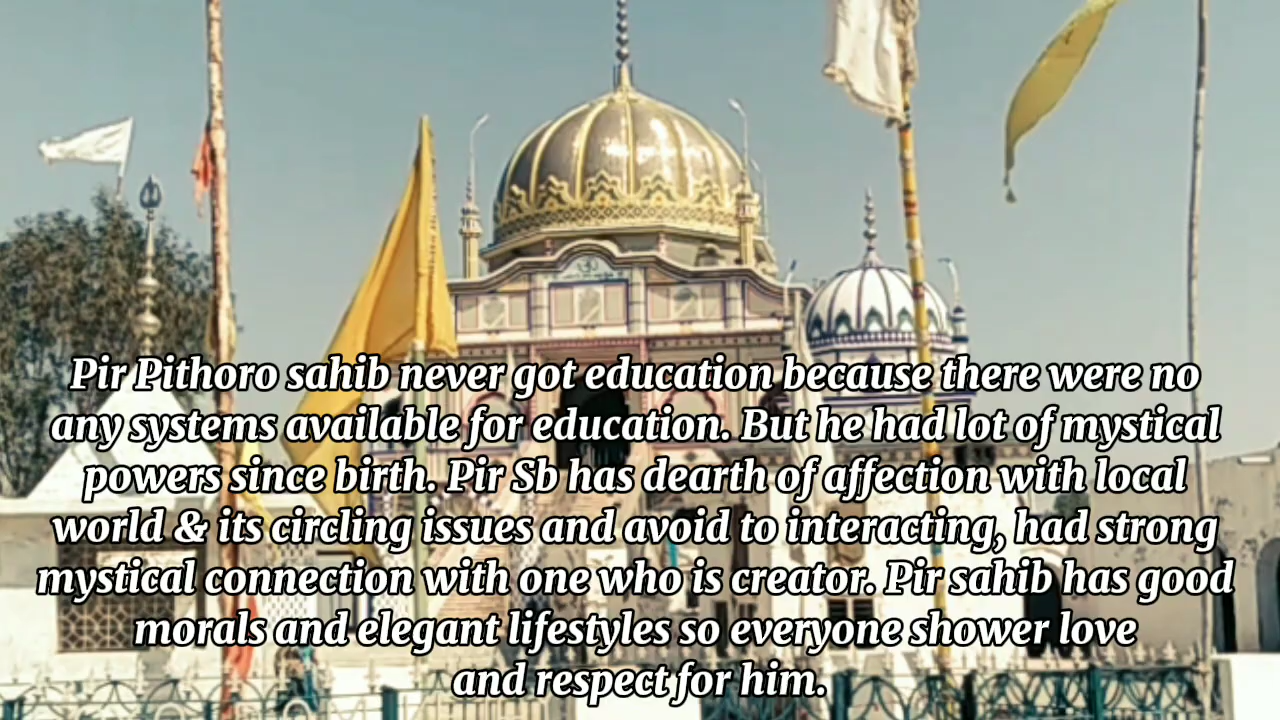 Pir Pithoro sahib never got education because there were no
any systems available for education. But he had lot of mystical
powers since birth. Pir Sb has dearth of affection with local
world & its circling issues and avoid to interacting, had strong
mystical connection with one who is creator. Pir sahib has good
morals and elegant lifestyles so everyone shower love
and respect for him.